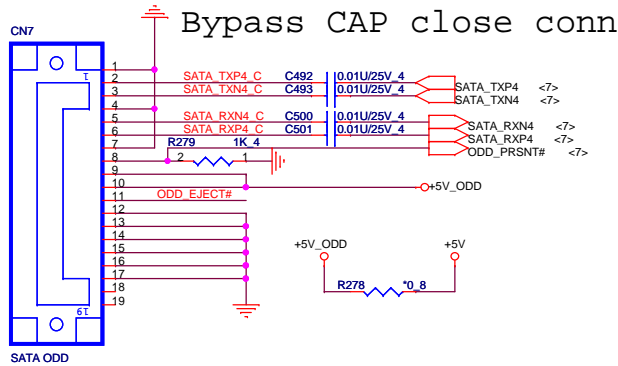 Bypass CAP close conn
CN7
1
1
2 SATA_TXP4_C C492 0.01U/25V_4 SATA_TXP4 <7>
3 SATA_TXN4_C C493 0.01U/25V_4 SATA_TXN4 <7>
4
5 SATA_RXN4_C C500 0.01U/25V_4 SATA_RXN4 <7>
6 SATA_RXP4_C C501 0.01U/25V_4 SATA_RXP4 <7>
7 R279 1K_4 ODD_PRSNT# <7>
8 2 1
9
10 +5V_ODD
11 ODD_EJECT#
12
13
14 +5V_ODD +5V
15
16
17 R278 *0_8
18
19
19
SATA ODD